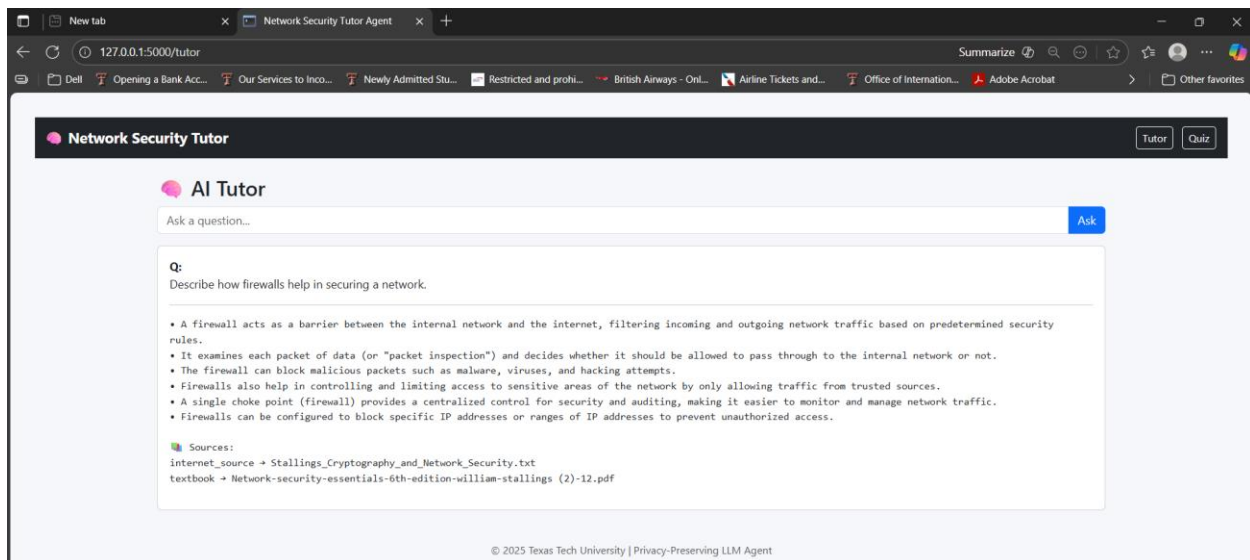 New tab
Network Security Tutor Agent
127.0.0.1:5000/tutor
Summarize
Dell
Opening a Bank Acc...
Our Services to Inco...
Newly Admitted Stu...
Restricted and prohi...
British Airways - Onl...
Airline Tickets and...
Office of Internation...
Adobe Acrobat
Other favorites
Network Security Tutor
Tutor
Quiz
AI Tutor
Ask a question...
Ask
Q:
Describe how firewalls help in securing a network.
• A firewall acts as a barrier between the internal network and the internet, filtering incoming and outgoing network traffic based on predetermined security
rules.
• It examines each packet of data (or "packet inspection") and decides whether it should be allowed to pass through to the internal network or not.
• The firewall can block malicious packets such as malware, viruses, and hacking attempts.
• Firewalls also help in controlling and limiting access to sensitive areas of the network by only allowing traffic from trusted sources.
• A single choke point (firewall) provides a centralized control for security and auditing, making it easier to monitor and manage network traffic.
• Firewalls can be configured to block specific IP addresses or ranges of IP addresses to prevent unauthorized access.
Sources:
internet_source → Stallings_Cryptography_and_Network_Security.txt
textbook → Network-security-essentials-6th-edition-william-stallings (2)-12.pdf
© 2025 Texas Tech University | Privacy-Preserving LLM Agent